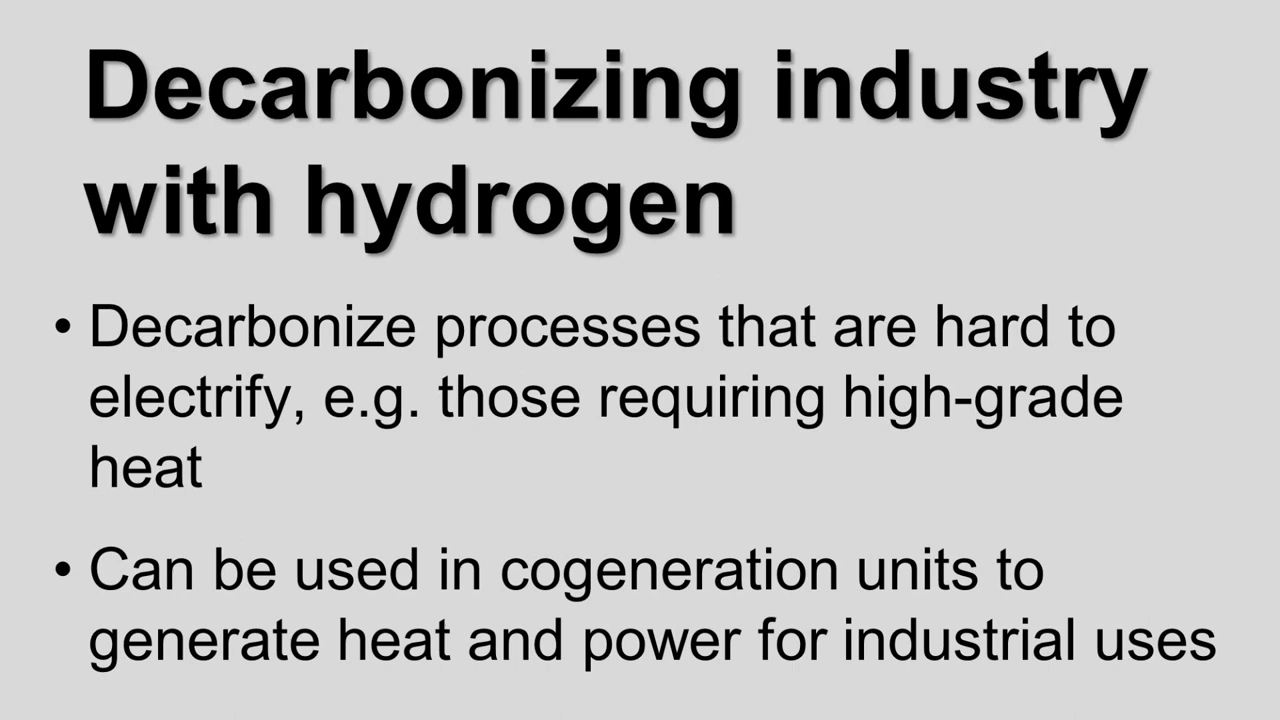 Decarbonizing industry
with hydrogen
• Decarbonize processes that are hard to
electrify, e.g. those requiring high-grade
heat
• Can be used in cogeneration units to
generate heat and power for industrial uses